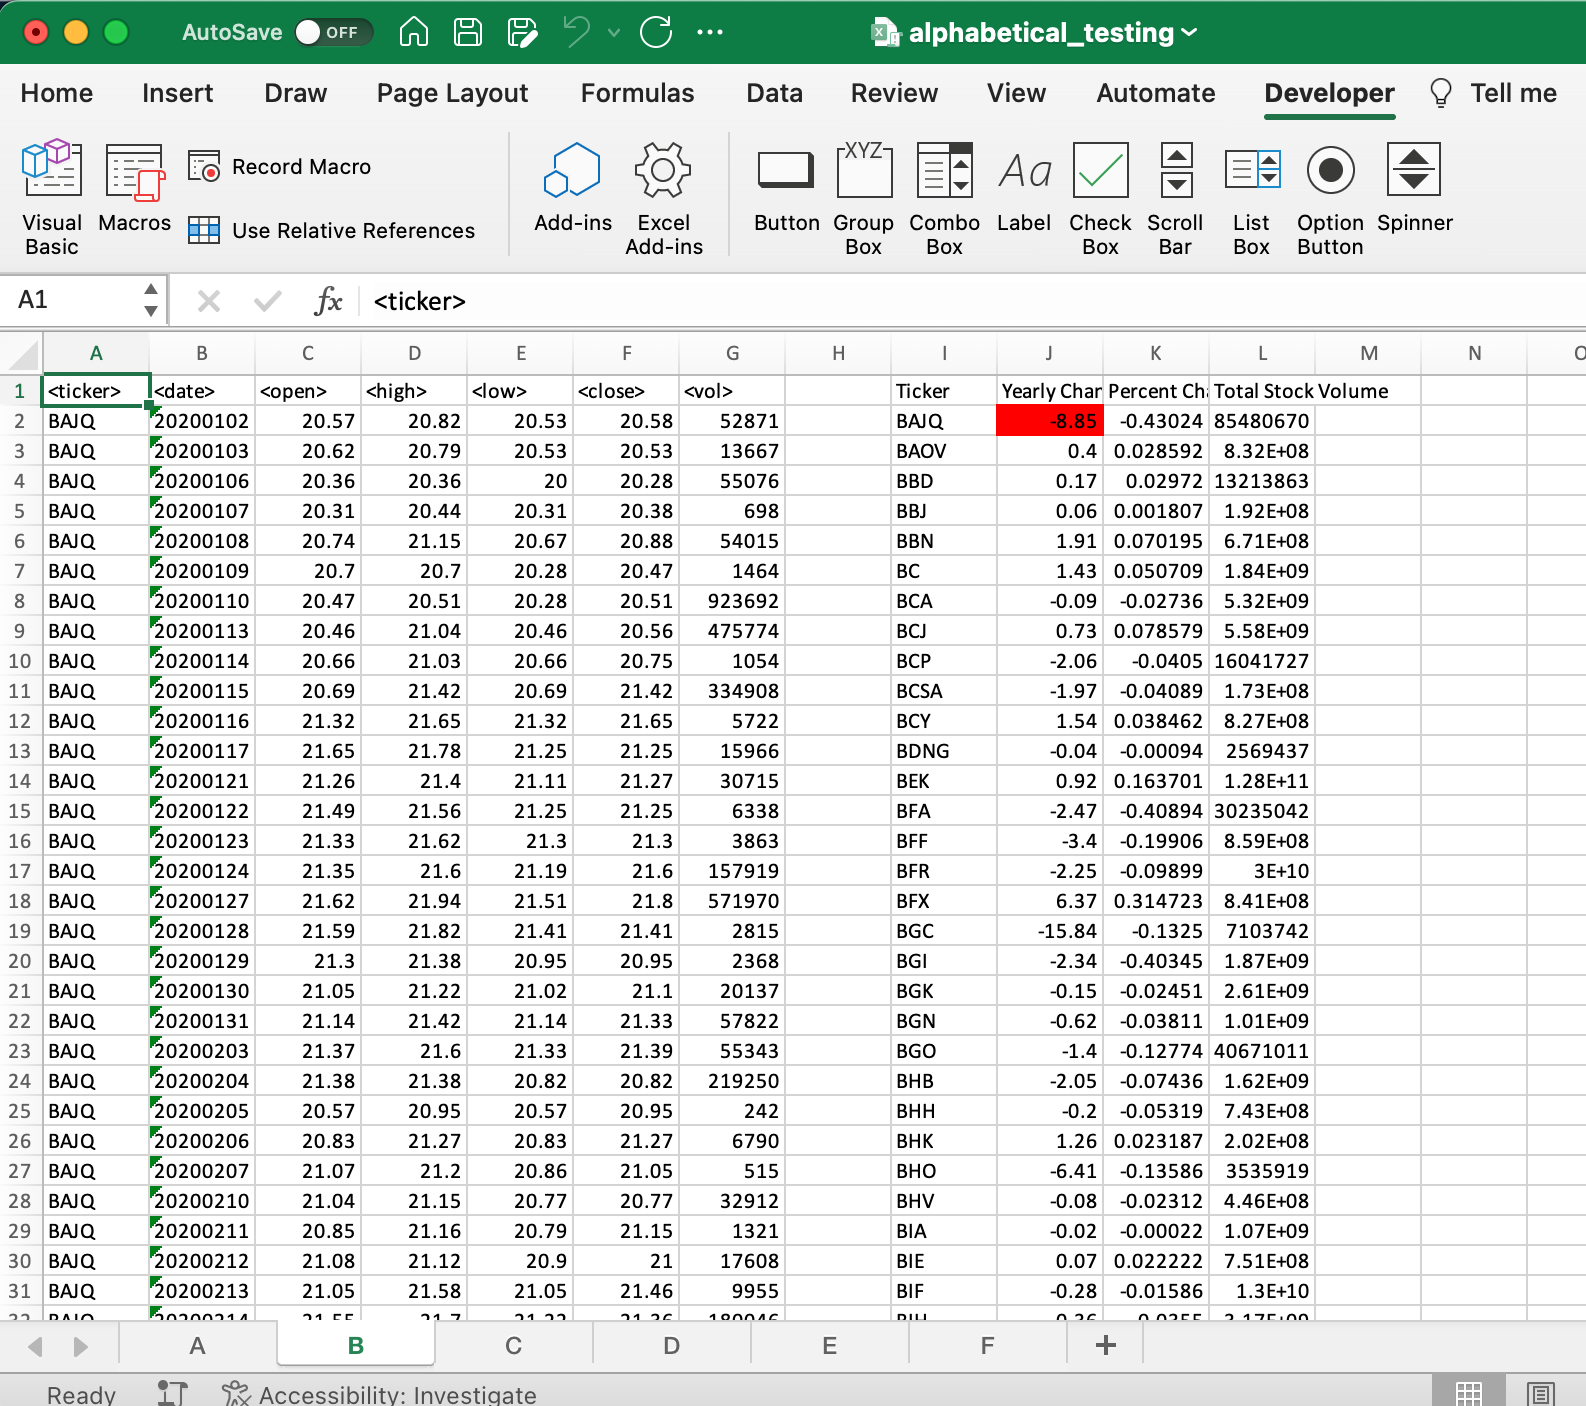 AutoSave OFF alphabetical_testing
Home Insert Draw Page Layout Formulas Data Review View Automate Developer Tell me
Visual Basic
Macros
Record Macro
Use Relative References
Add-ins
Excel Add-ins
Button
Group Box
Combo Box
Label
Check Box
Scroll Bar
List Box
Option Button
Spinner
XYZ
Aa
A1 fx <ticker>
A B C D E F G H I J K L M N O
1 <ticker> <date> <open> <high> <low> <close> <vol> Ticker Yearly Chan Percent Ch Total Stock Volume
2 BAJQ 20200102 20.57 20.82 20.53 20.58 52871 BAJQ -8.85 -0.43024 85480670
3 BAJQ 20200103 20.62 20.79 20.53 20.53 13667 BAOV 0.4 0.028592 8.32E+08
4 BAJQ 20200106 20.36 20.36 20 20.28 55076 BBD 0.17 0.02972 13213863
5 BAJQ 20200107 20.31 20.44 20.31 20.38 698 BBJ 0.06 0.001807 1.92E+08
6 BAJQ 20200108 20.74 21.15 20.67 20.88 54015 BBN 1.91 0.070195 6.71E+08
7 BAJQ 20200109 20.7 20.7 20.28 20.47 1464 BC 1.43 0.050709 1.84E+09
8 BAJQ 20200110 20.47 20.51 20.28 20.51 923692 BCA -0.09 -0.02736 5.32E+09
9 BAJQ 20200113 20.46 21.04 20.46 20.56 475774 BCJ 0.73 0.078579 5.58E+09
10 BAJQ 20200114 20.66 21.03 20.66 20.75 1054 BCP -2.06 -0.0405 16041727
11 BAJQ 20200115 20.69 21.42 20.69 21.42 334908 BCSA -1.97 -0.04089 1.73E+08
12 BAJQ 20200116 21.32 21.65 21.32 21.65 5722 BCY 1.54 0.038462 8.27E+08
13 BAJQ 20200117 21.65 21.78 21.25 21.25 15966 BDNG -0.04 -0.00094 2569437
14 BAJQ 20200121 21.26 21.4 21.11 21.27 30715 BEK 0.92 0.163701 1.28E+11
15 BAJQ 20200122 21.49 21.56 21.25 21.25 6338 BFA -2.47 -0.40894 30235042
16 BAJQ 20200123 21.33 21.62 21.3 21.3 3863 BFF -3.4 -0.19906 8.59E+08
17 BAJQ 20200124 21.35 21.6 21.19 21.6 157919 BFR -2.25 -0.09899 3E+10
18 BAJQ 20200127 21.62 21.94 21.51 21.8 571970 BFX 6.37 0.314723 8.41E+08
19 BAJQ 20200128 21.59 21.82 21.41 21.41 2815 BGC -15.84 -0.1325 7103742
20 BAJQ 20200129 21.3 21.38 20.95 20.95 2368 BGI -2.34 -0.40345 1.87E+09
21 BAJQ 20200130 21.05 21.22 21.02 21.1 20137 BGK -0.15 -0.02451 2.61E+09
22 BAJQ 20200131 21.14 21.42 21.14 21.33 57822 BGN -0.62 -0.03811 1.01E+09
23 BAJQ 20200203 21.37 21.6 21.33 21.39 55343 BGO -1.4 -0.12774 40671011
24 BAJQ 20200204 21.38 21.38 20.82 20.82 219250 BHB -2.05 -0.07436 1.62E+09
25 BAJQ 20200205 20.57 20.95 20.57 20.95 242 BHH -0.2 -0.05319 7.43E+08
26 BAJQ 20200206 20.83 21.27 20.83 21.27 6790 BHK 1.26 0.023187 2.02E+08
27 BAJQ 20200207 21.07 21.2 20.86 21.05 515 BHO -6.41 -0.13586 3535919
28 BAJQ 20200210 21.04 21.15 20.77 20.77 32912 BHV -0.08 -0.02312 4.46E+08
29 BAJQ 20200211 20.85 21.16 20.79 21.15 1321 BIA -0.02 -0.00022 1.07E+09
30 BAJQ 20200212 21.08 21.12 20.9 21 17608 BIE 0.07 0.022222 7.51E+08
31 BAJQ 20200213 21.05 21.58 21.05 21.46 9955 BIF -0.28 -0.01586 1.3E+10
A B C D E F +
Ready Accessibility: Investigate